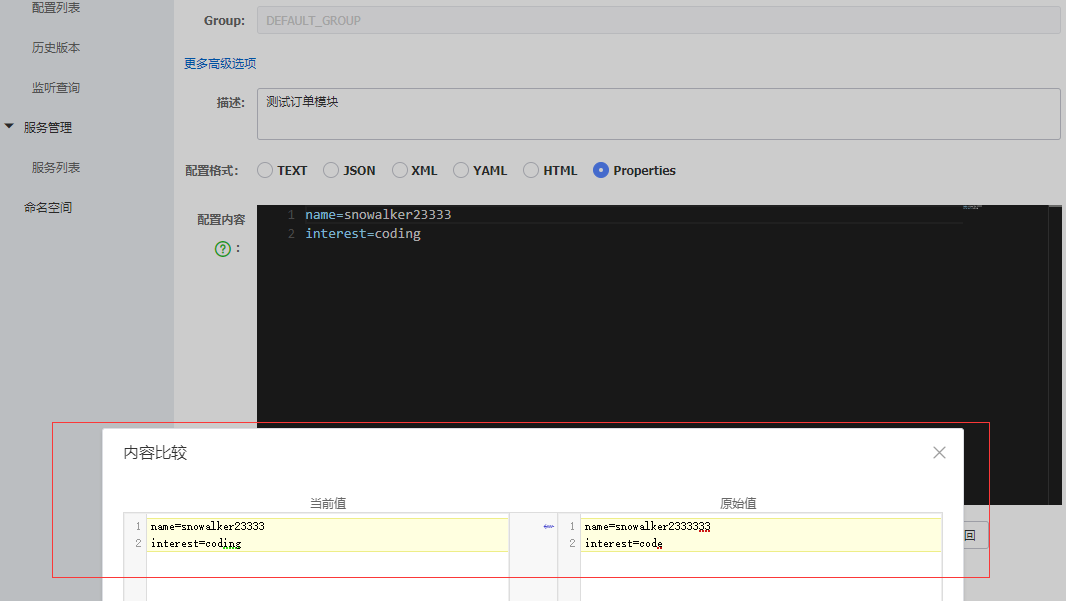 配置列表
历史版本
监听查询
服务管理
服务列表
命名空间
Group: DEFAULT_GROUP
更多高级选项
描述: 测试订单模块
配置格式: TEXT JSON XML YAML HTML Properties
配置内容
? :
1 name=snowalker23333
2 interest=coding
回
内容比较
当前值
1 name=snowalker23333
2 interest=coding
原始值
1 name=snowalker2333333
2 interest=code